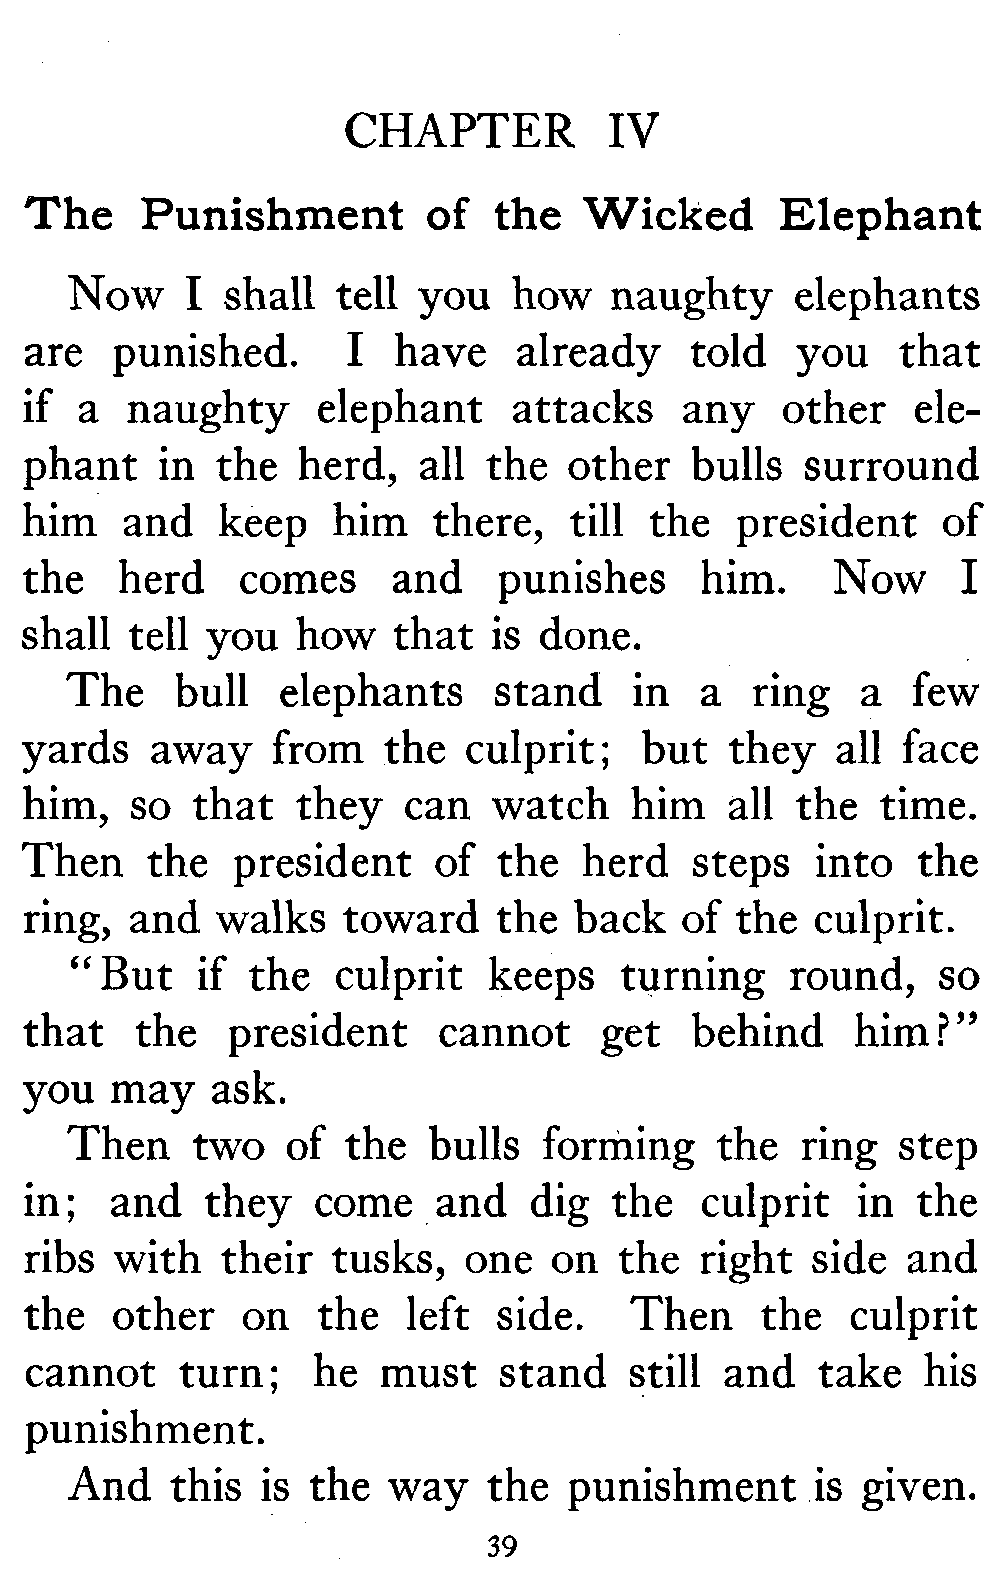 CHAPTER IV
The Punishment of the Wicked Elephant
Now I shall tell you how naughty elephants
are punished. I have already told you that
if a naughty elephant attacks any other ele-
phant in the herd, all the other bulls surround
him and keep him there, till the president of
the herd comes and punishes him. Now I
shall tell you how that is done.
The bull elephants stand in a ring a few
yards away from the culprit; but they all face
him, so that they can watch him all the time.
Then the president of the herd steps into the
ring, and walks toward the back of the culprit.
“But if the culprit keeps turning round, so
that the president cannot get behind him?”
you may ask.
Then two of the bulls forming the ring step
in; and they come and dig the culprit in the
ribs with their tusks, one on the right side and
the other on the left side. Then the culprit
cannot turn; he must stand still and take his
punishment.
And this is the way the punishment is given.
39